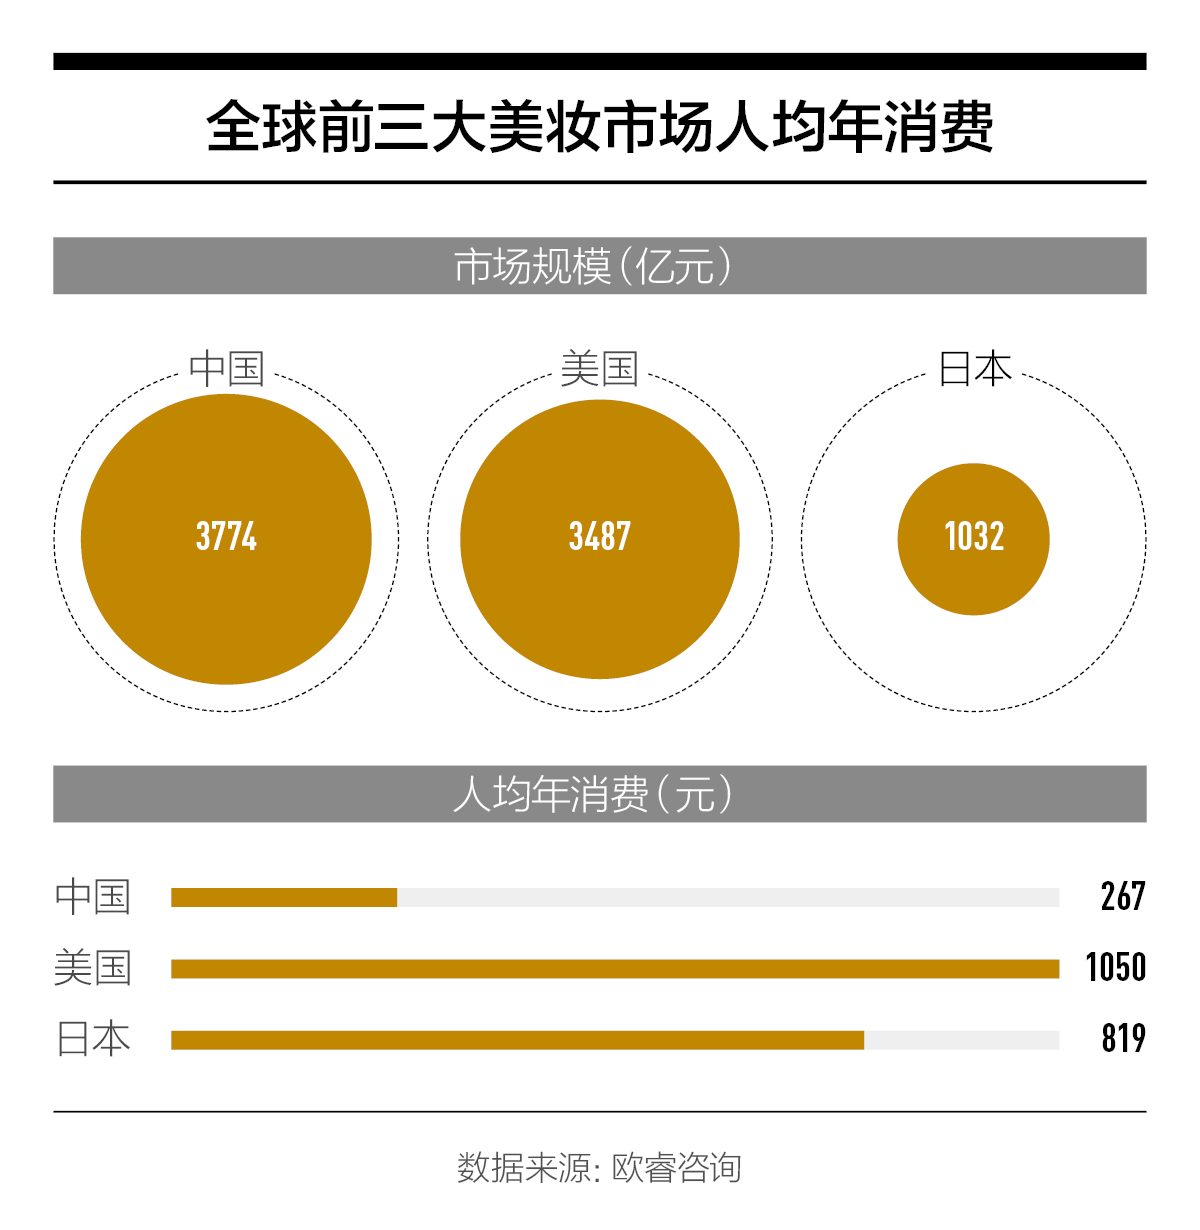 全球前三大美妆市场人均年消费
市场规模（亿元）
中国 美国 日本
3774 3487 1032
人均年消费（元）
中国 267
美国 1050
日本 819
数据来源：欧睿咨询